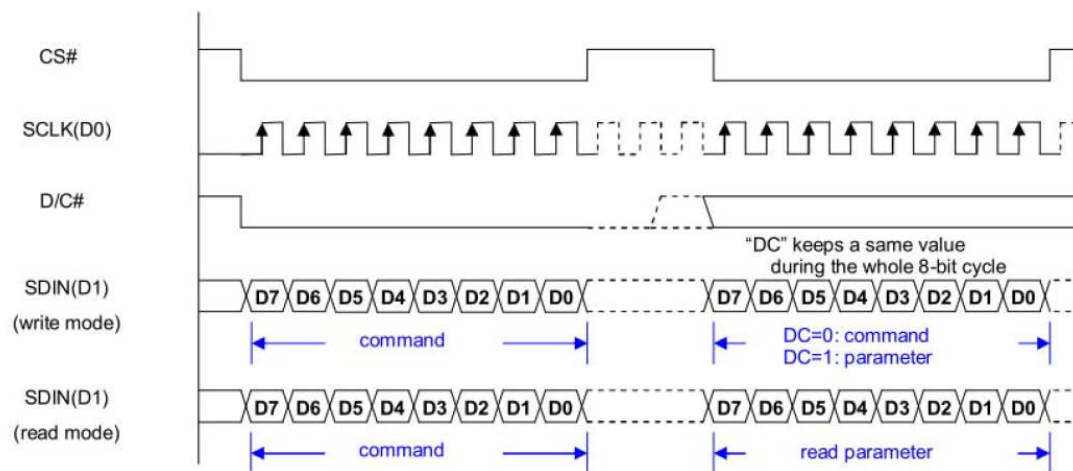 CS#
SCLK(D0)
D/C#
“DC” keeps a same value
during the whole 8-bit cycle
SDIN(D1)
(write mode)
D7 D6 D5 D4 D3 D2 D1 D0
D7 D6 D5 D4 D3 D2 D1 D0
command
DC=0: command
DC=1: parameter
SDIN(D1)
(read mode)
D7 D6 D5 D4 D3 D2 D1 D0
D7 D6 D5 D4 D3 D2 D1 D0
command
read parameter